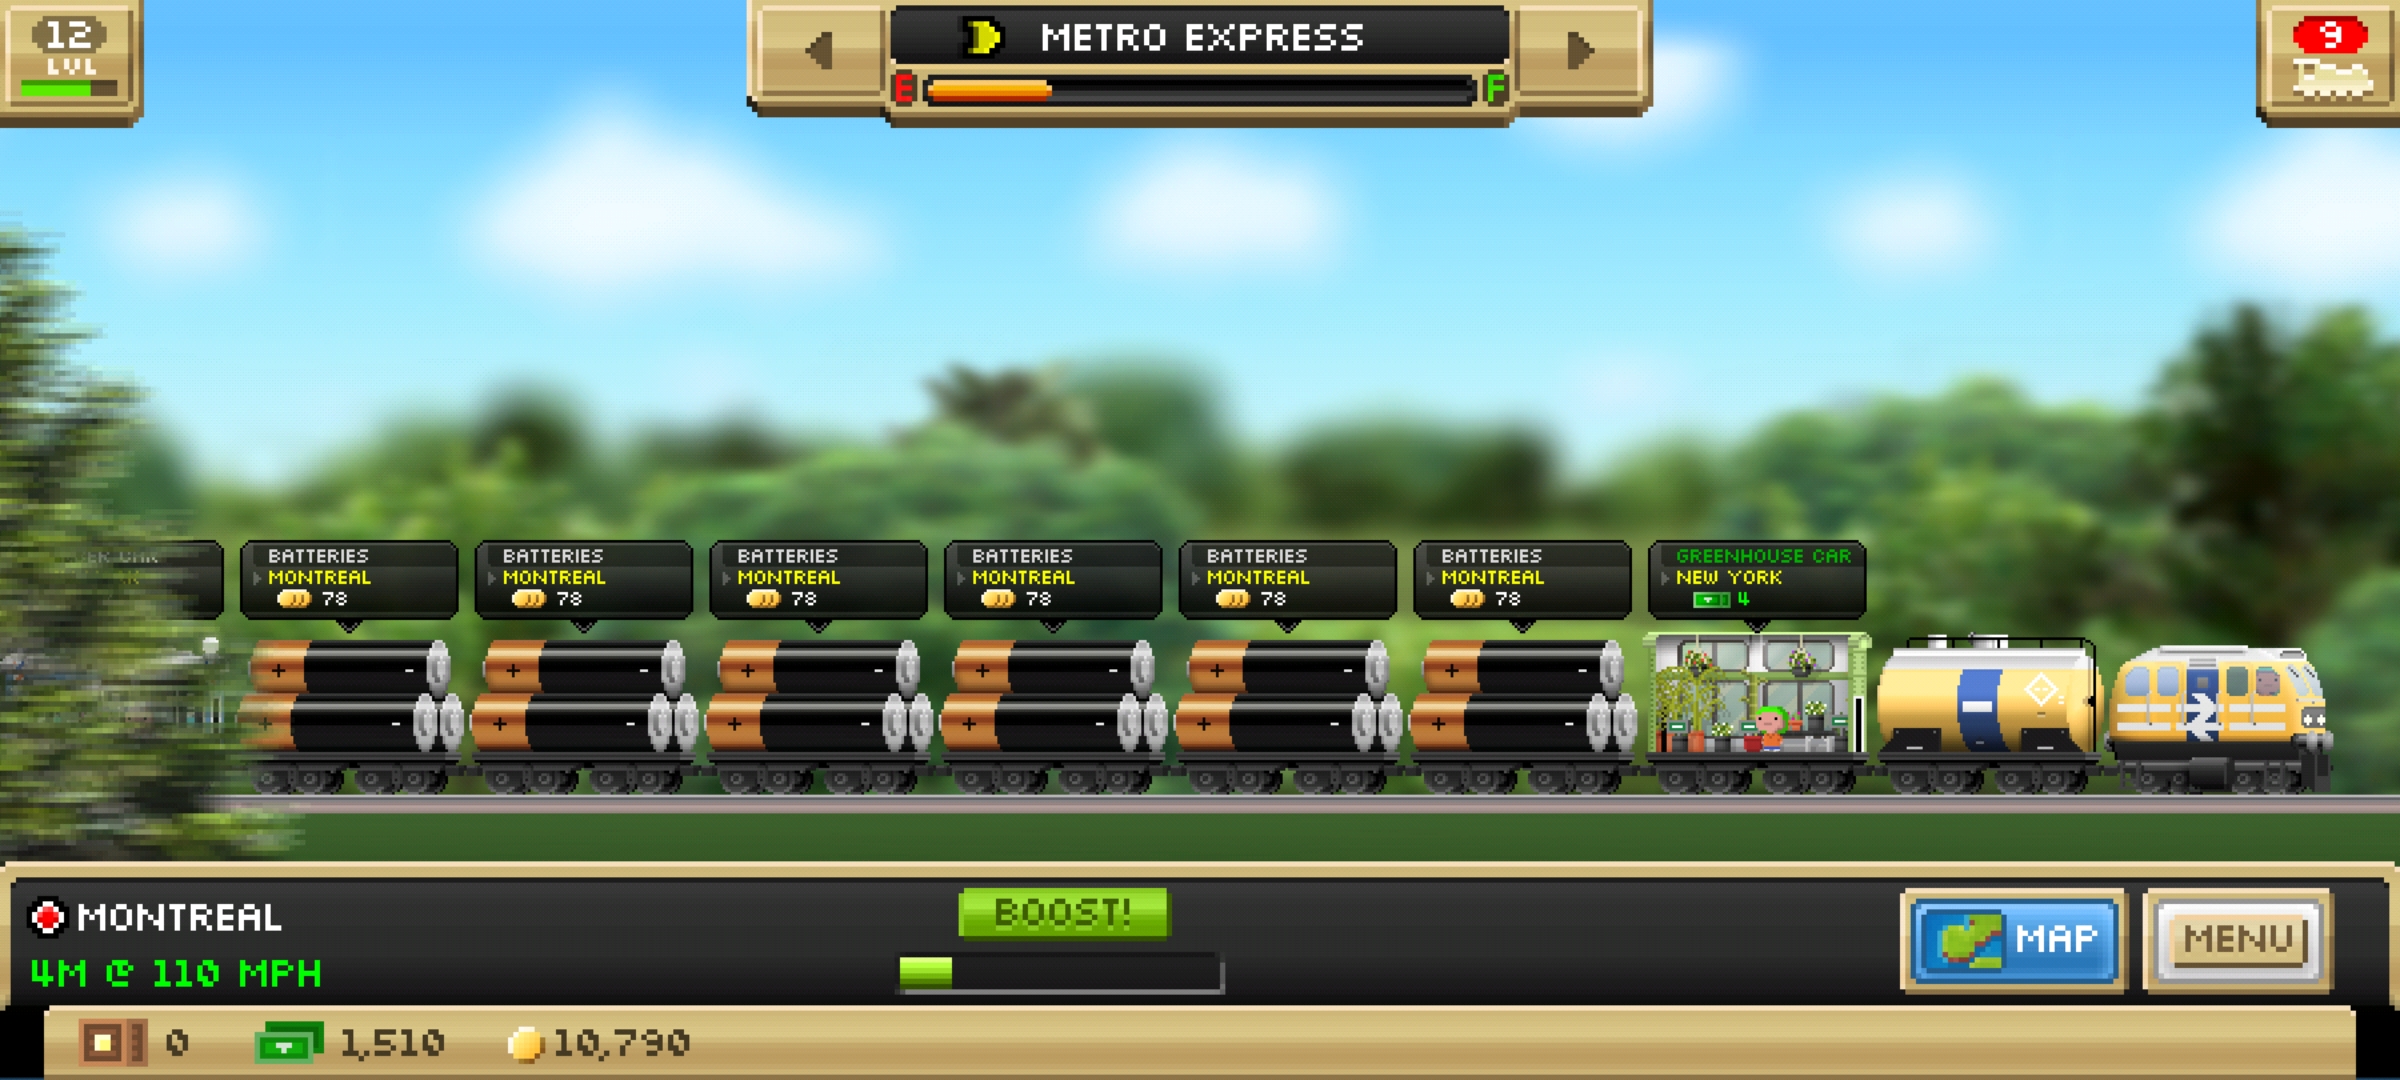 12
LVL
METRO EXPRESS
E
F
9
BATTERIES
MONTREAL
78
BATTERIES
MONTREAL
78
BATTERIES
MONTREAL
78
BATTERIES
MONTREAL
78
BATTERIES
MONTREAL
78
BATTERIES
MONTREAL
78
GREENHOUSE CAR
NEW YORK
4
+ -
+ -
+ -
+ -
+ -
+ -
+ -
+ -
+ -
+ -
+ -
+ -
MONTREAL
4M @ 110 MPH
BOOST!
MAP
MENU
0
1,510
10,790